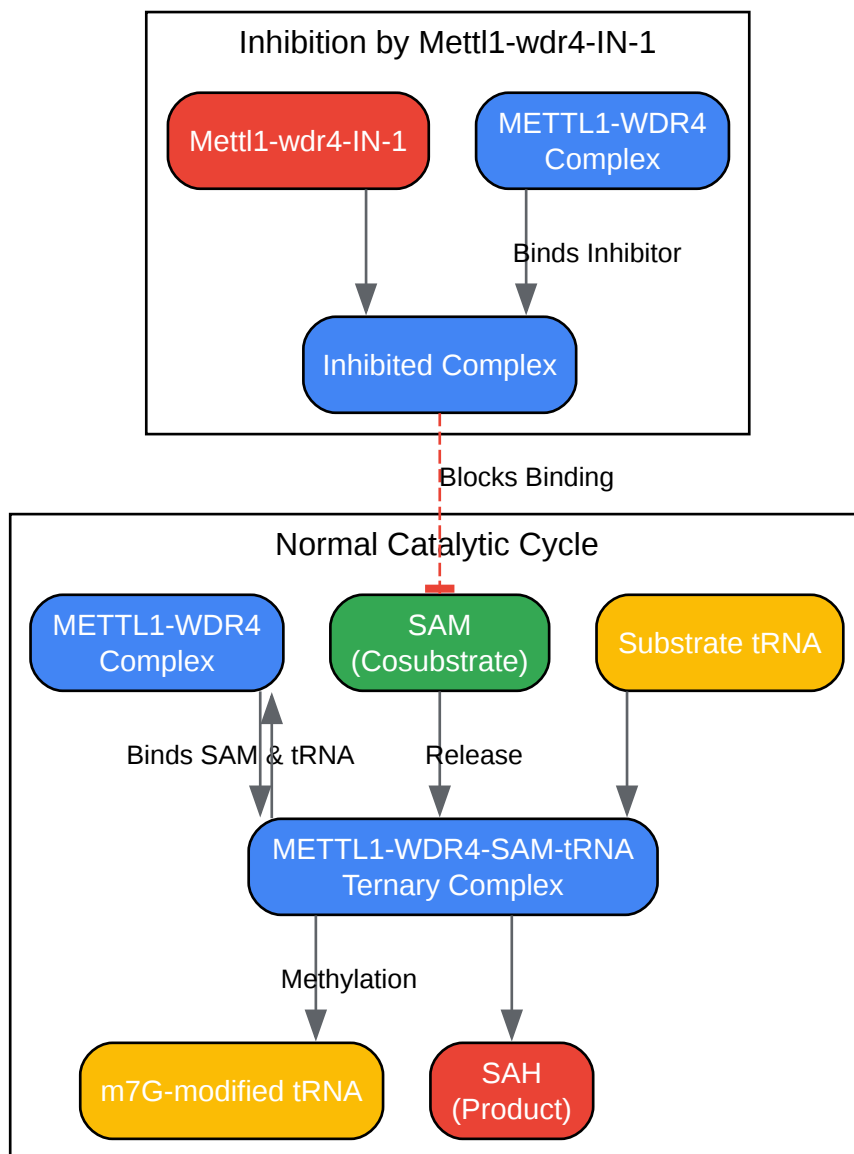 Inhibition by Mettl1-wdr4-IN-1
Mettl1-wdr4-IN-1
METTL1-WDR4
Complex
Binds Inhibitor
Inhibited Complex
Blocks Binding
Normal Catalytic Cycle
METTL1-WDR4
Complex
SAM
(Cosubstrate)
Substrate tRNA
Binds SAM & tRNA
Release
METTL1-WDR4-SAM-tRNA
Ternary Complex
Methylation
m7G-modified tRNA
SAH
(Product)